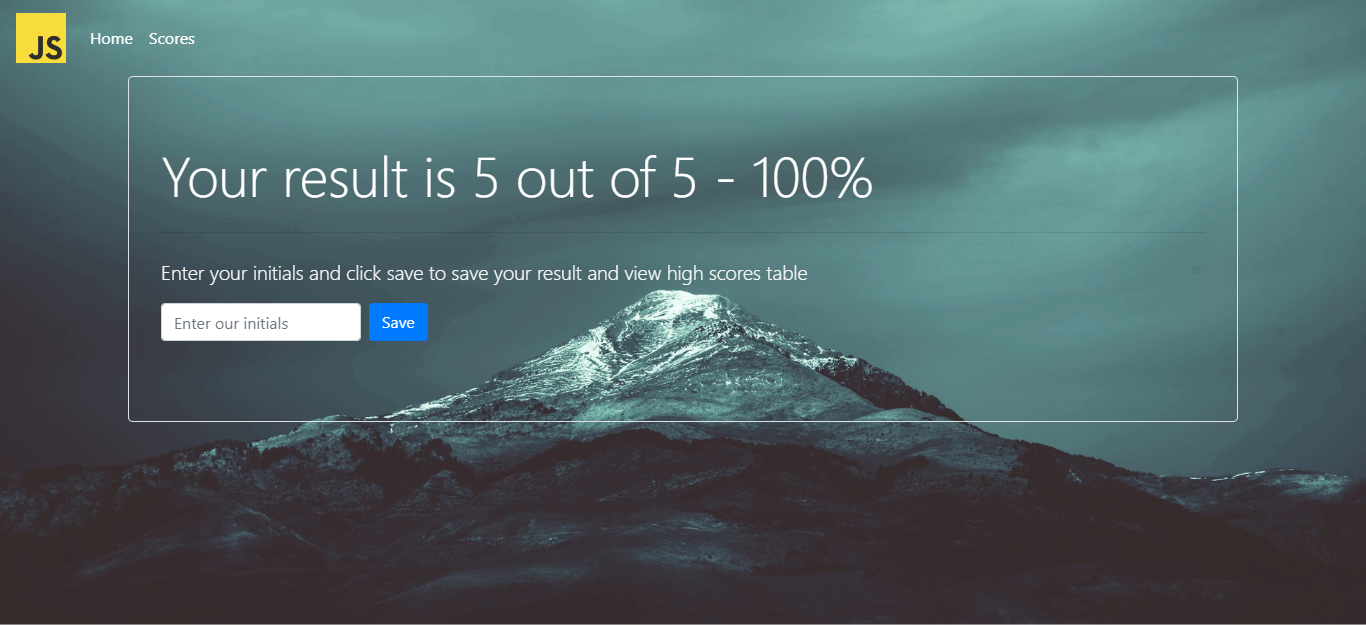 JS
Home
Scores
Your result is 5 out of 5 - 100%
Enter your initials and click save to save your result and view high scores table
Enter our initials
Save